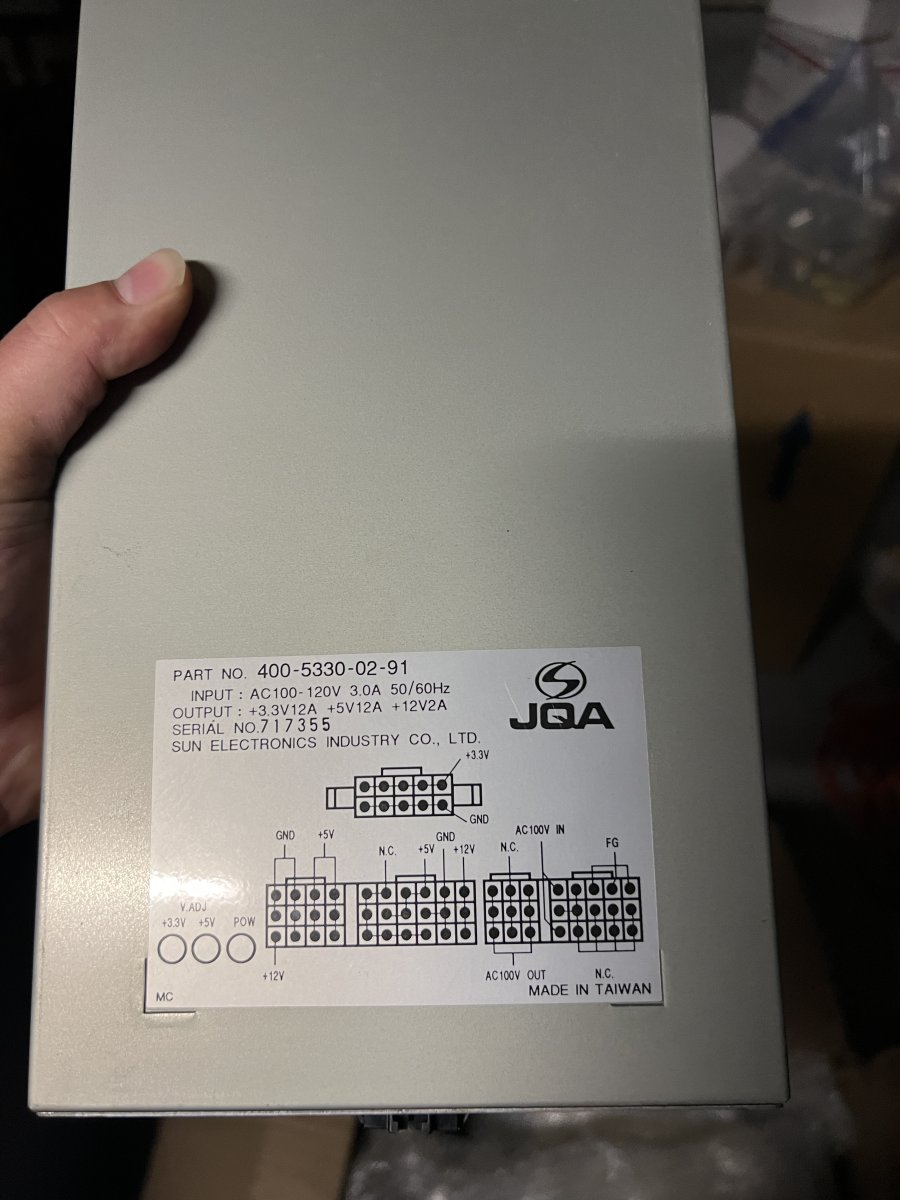 PART NO. 400-5330-02-91
INPUT : AC100-120V 3.0A 50/60Hz
OUTPUT : +3.3V12A +5V12A +12V2A
SERIAL NO.717355
SUN ELECTRONICS INDUSTRY CO., LTD.
JQA
+3.3V
GND
GND +5V
N.C. +5V GND +12V
N.C. AC100V IN
FG
V.ADJ
+3.3V +5V POW
+12V
AC100V OUT
N.C.
MADE IN TAIWAN
MC